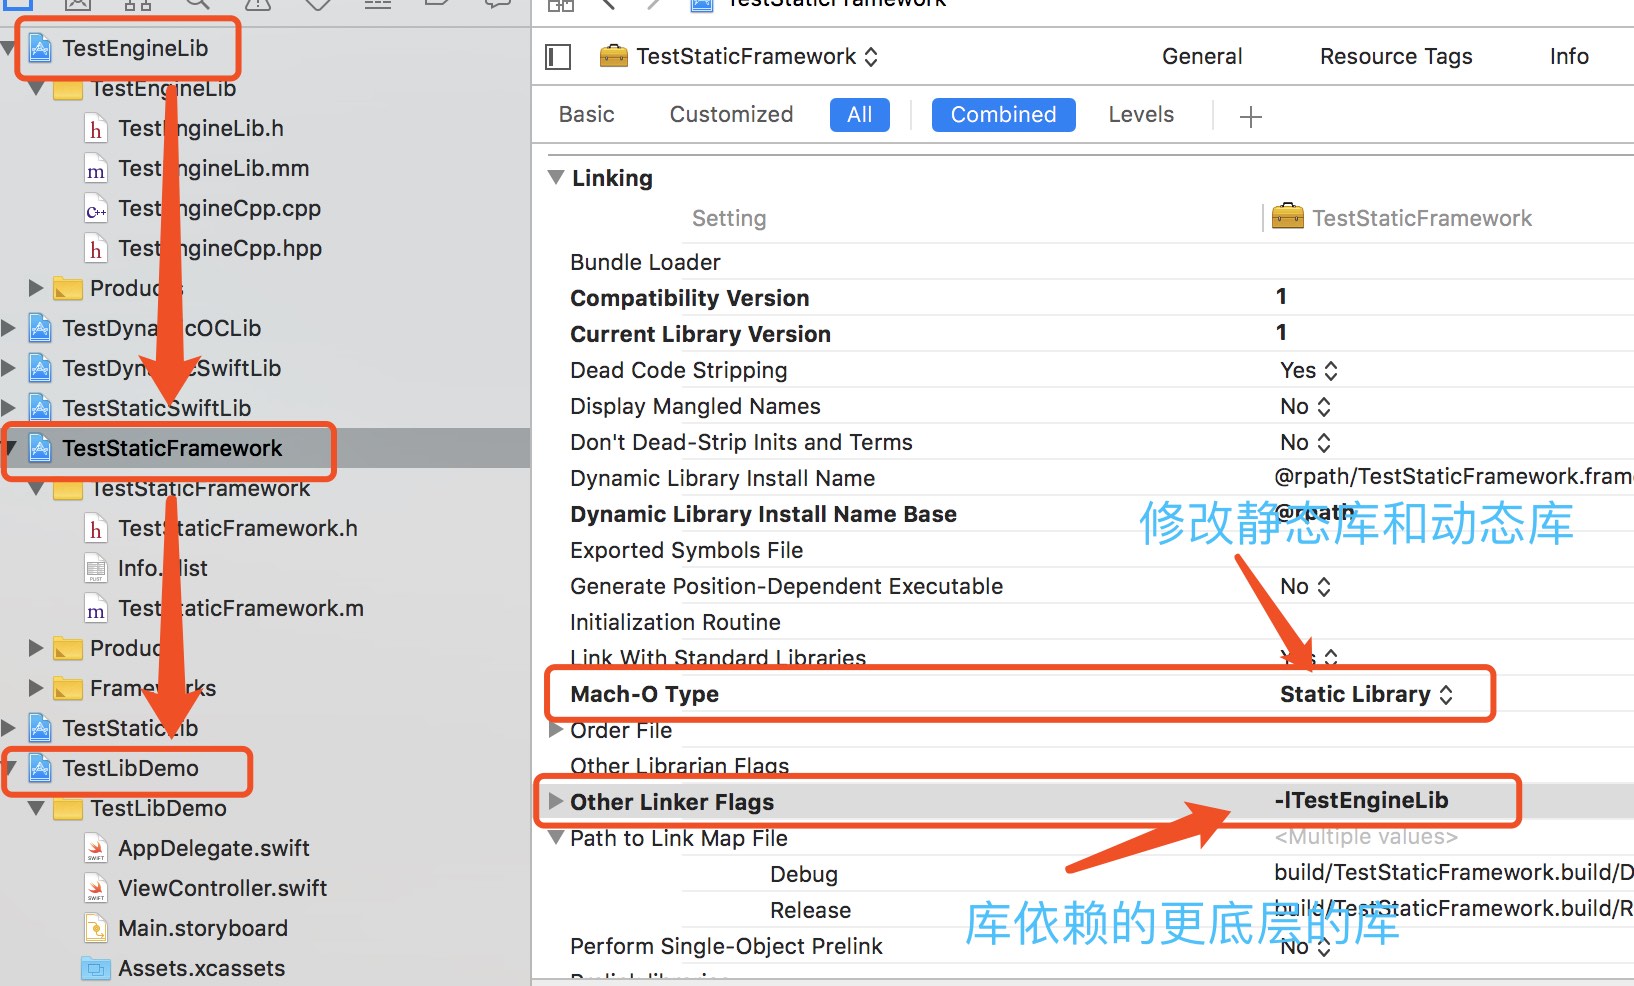 TestEngineLib
TestEngineLib
TestEngineLib.h
TestEngineLib.mm
TestEngineCpp.cpp
TestEngineCpp.hpp
Products
TestDynamicOCLib
TestDynamicSwiftLib
TestStaticSwiftLib
TestStaticFramework
TestStaticFramework
TestStaticFramework.h
Info.plist
TestStaticFramework.m
Products
Frameworks
TestStaticLib
TestLibDemo
TestLibDemo
AppDelegate.swift
ViewController.swift
Main.storyboard
Assets.xcassets
TestStaticFramework
TestStaticFramework General Resource Tags Info
Basic Customized All Combined Levels +
Linking
Setting TestStaticFramework
Bundle Loader
Compatibility Version 1
Current Library Version 1
Dead Code Stripping Yes
Display Mangled Names No
Don't Dead-Strip Inits and Terms No
Dynamic Library Install Name @rpath/TestStaticFramework.fram
Dynamic Library Install Name Base @rpath
修改静态库和动态库
Exported Symbols File
Generate Position-Dependent Executable No
Initialization Routine
Link With Standard Libraries Yes
Mach-O Type Static Library
Order File
Other Librarian Flags
Other Linker Flags -lTestEngineLib
Path to Link Map File <Multiple values>
Debug build/TestStaticFramework.build/D
Release build/TestStaticFramework.build/R
库依赖的更底层的库
Perform Single-Object Prelink No